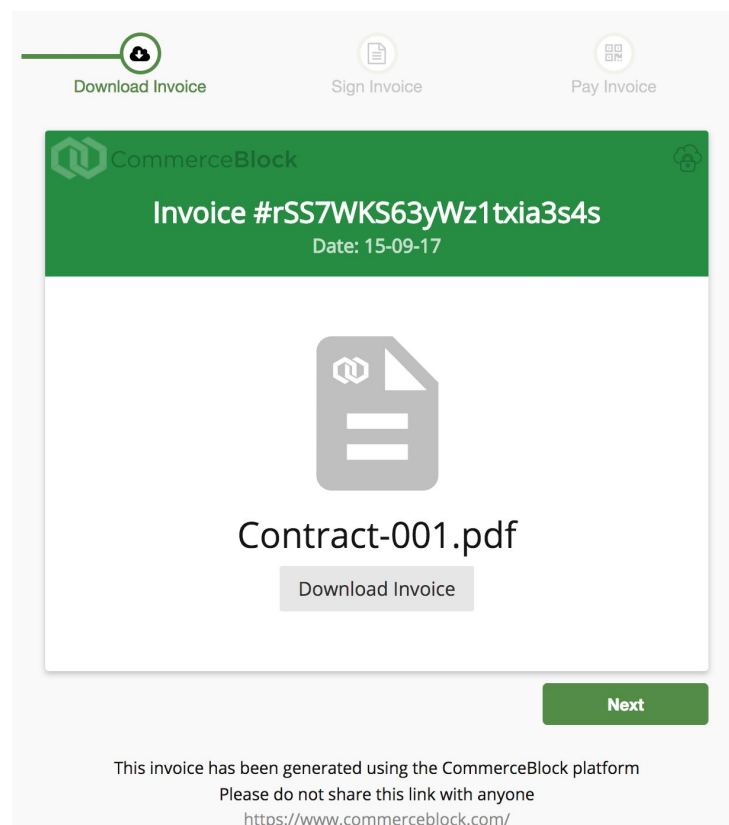 Download Invoice Sign Invoice Pay Invoice
CommerceBlock
Invoice #rSS7WKS63yWz1txia3s4s
Date: 15-09-17
Contract-001.pdf
Download Invoice
Next
This invoice has been generated using the CommerceBlock platform
Please do not share this link with anyone
https://www.commerceblock.com/